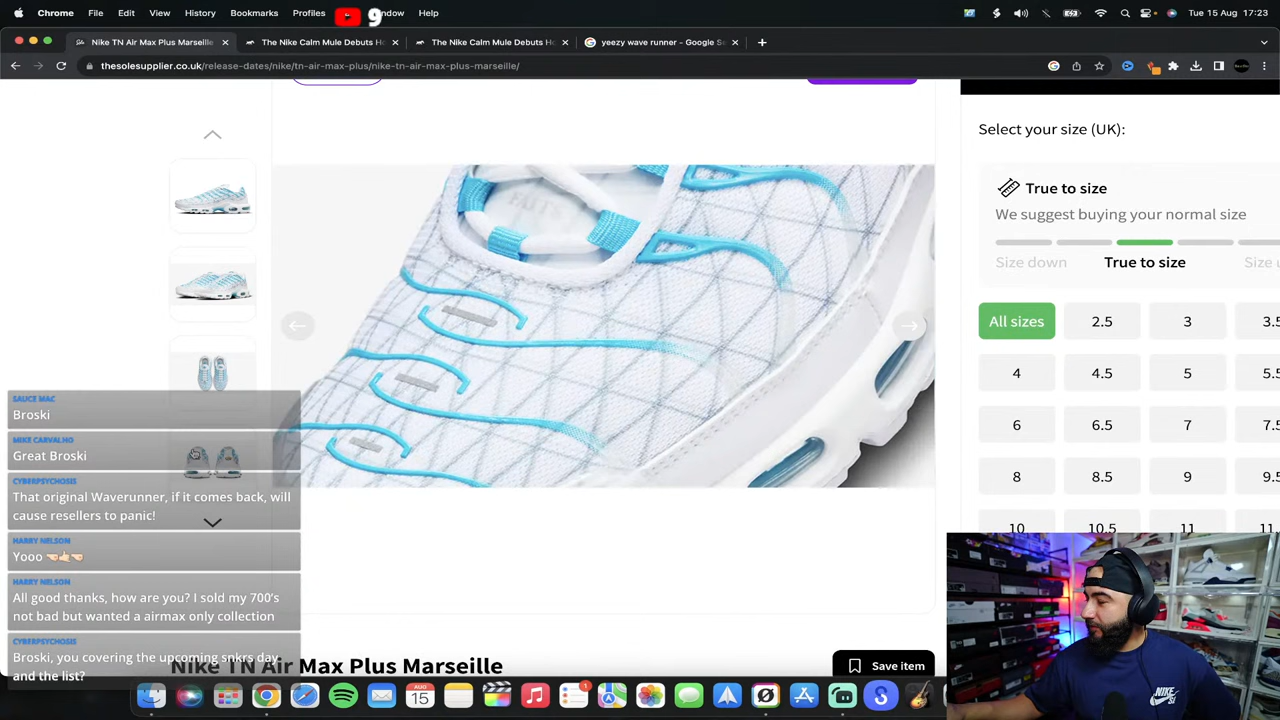 Chrome File Edit View History Bookmarks Profiles 9 Window Help Tue 15 Aug 17:23
Nike TN Air Max Plus Marseille The Nike Calm Mule Debuts The Nike Calm Mule Debuts yeezy wave runner - Google
thesolesupplier.co.uk/release-dates/nike/tn-air-max-plus/nike-tn-air-max-plus-marseille/
Select your size (UK):
True to size
We suggest buying your normal size
Size down True to size Size
All sizes 2.5 3 3.5
4 4.5 5 5.5
6 6.5 7 7.5
8 8.5 9 9.5
10 10.5 11 11
SAUCE MAC
Broski
MIKE CARVALHO
Great Broski
CYBERPSYCHOSIS
That original Waverunner, if it comes back, will
cause resellers to panic!
HARRY NELSON
Yooo
HARRY NELSON
All good thanks, how are you? I sold my 700's
not bad but wanted a airmax only collection
CYBERPSYCHOSIS
Broski, you covering the upcoming snkrs day
and the list?
Nike TN Air Max Plus Marseille
Save item
AUG
15
1
NIKE